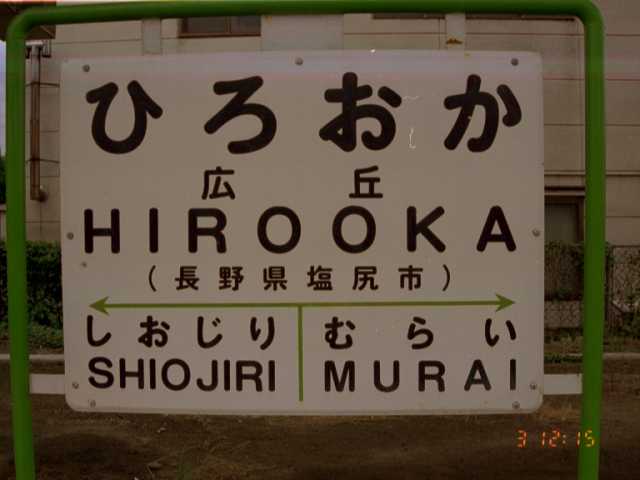 ひろおか
広丘
HIROOKA
(長野県塩尻市)
しおじり むらい
SHIOJIRI MURAI
3 12:15